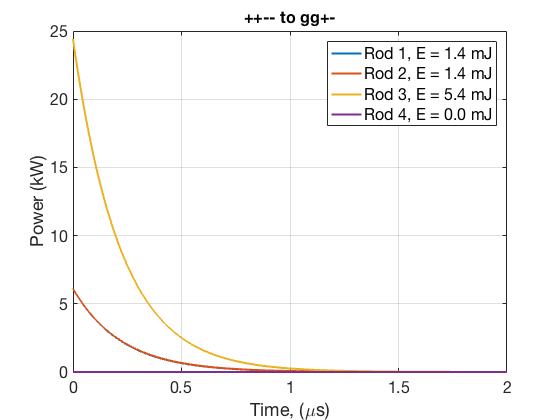 ++-- to gg+-
Power (kW)
25
20
15
10
5
0
Rod 1, E = 1.4 mJ
Rod 2, E = 1.4 mJ
Rod 3, E = 5.4 mJ
Rod 4, E = 0.0 mJ
0
0.5
1
1.5
2
Time, (μs)